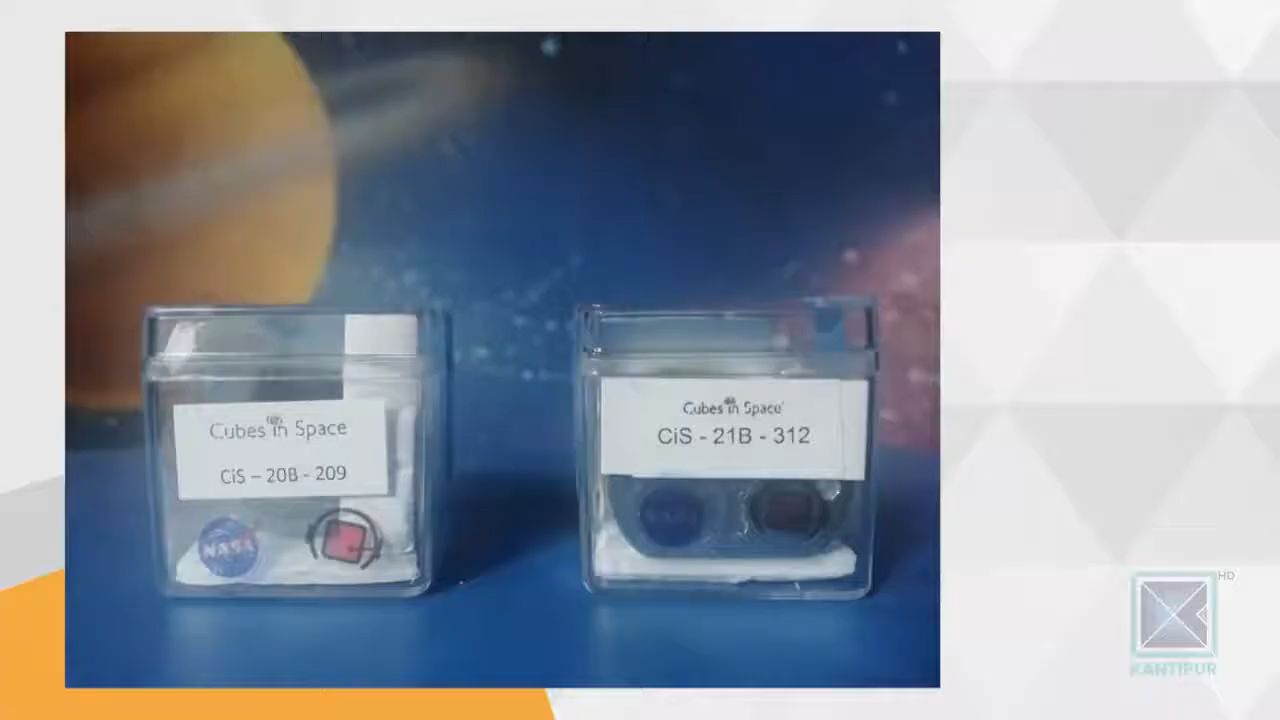 Cubes in Space
CiS – 20B - 209
NASA
Cubes in Space
CiS - 21B - 312
HD
KANTIPUR